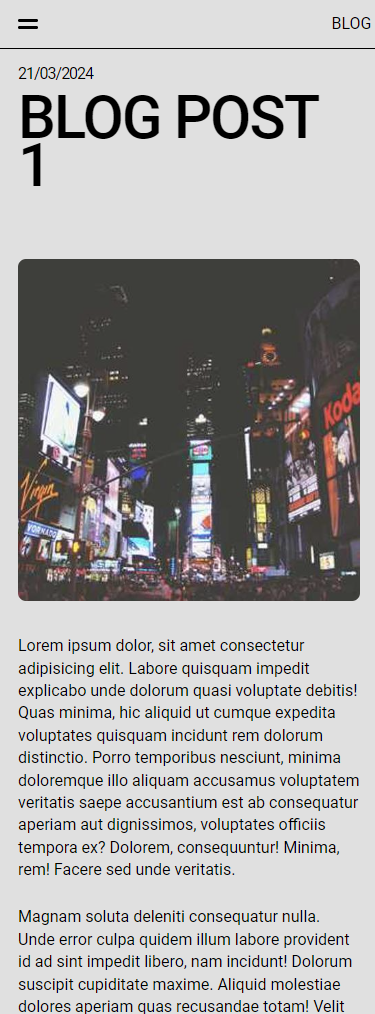 BLOG
21/03/2024
BLOG POST
1
Virgin
VORNADO
Koda
Lorem ipsum dolor, sit amet consectetur
adipisicing elit. Labore quisquam impedit
explicabo unde dolorum quasi voluptate debitis!
Quas minima, hic aliquid ut cumque expedita
voluptates quisquam incidunt rem dolorum
distinctio. Porro temporibus nesciunt, minima
doloremque illo aliquam accusamus voluptatem
veritatis saepe accusantium est ab consequatur
aperiam aut dignissimos, voluptates officiis
tempora ex? Dolorem, consequuntur! Minima,
rem! Facere sed unde veritatis.
Magnam soluta deleniti consequatur nulla.
Unde error culpa quidem illum labore provident
id ad sint impedit libero, nam incidunt! Dolorum
suscipit cupiditate maxime. Aliquid molestiae
dolores aperiam quas recusandae totam! Velit